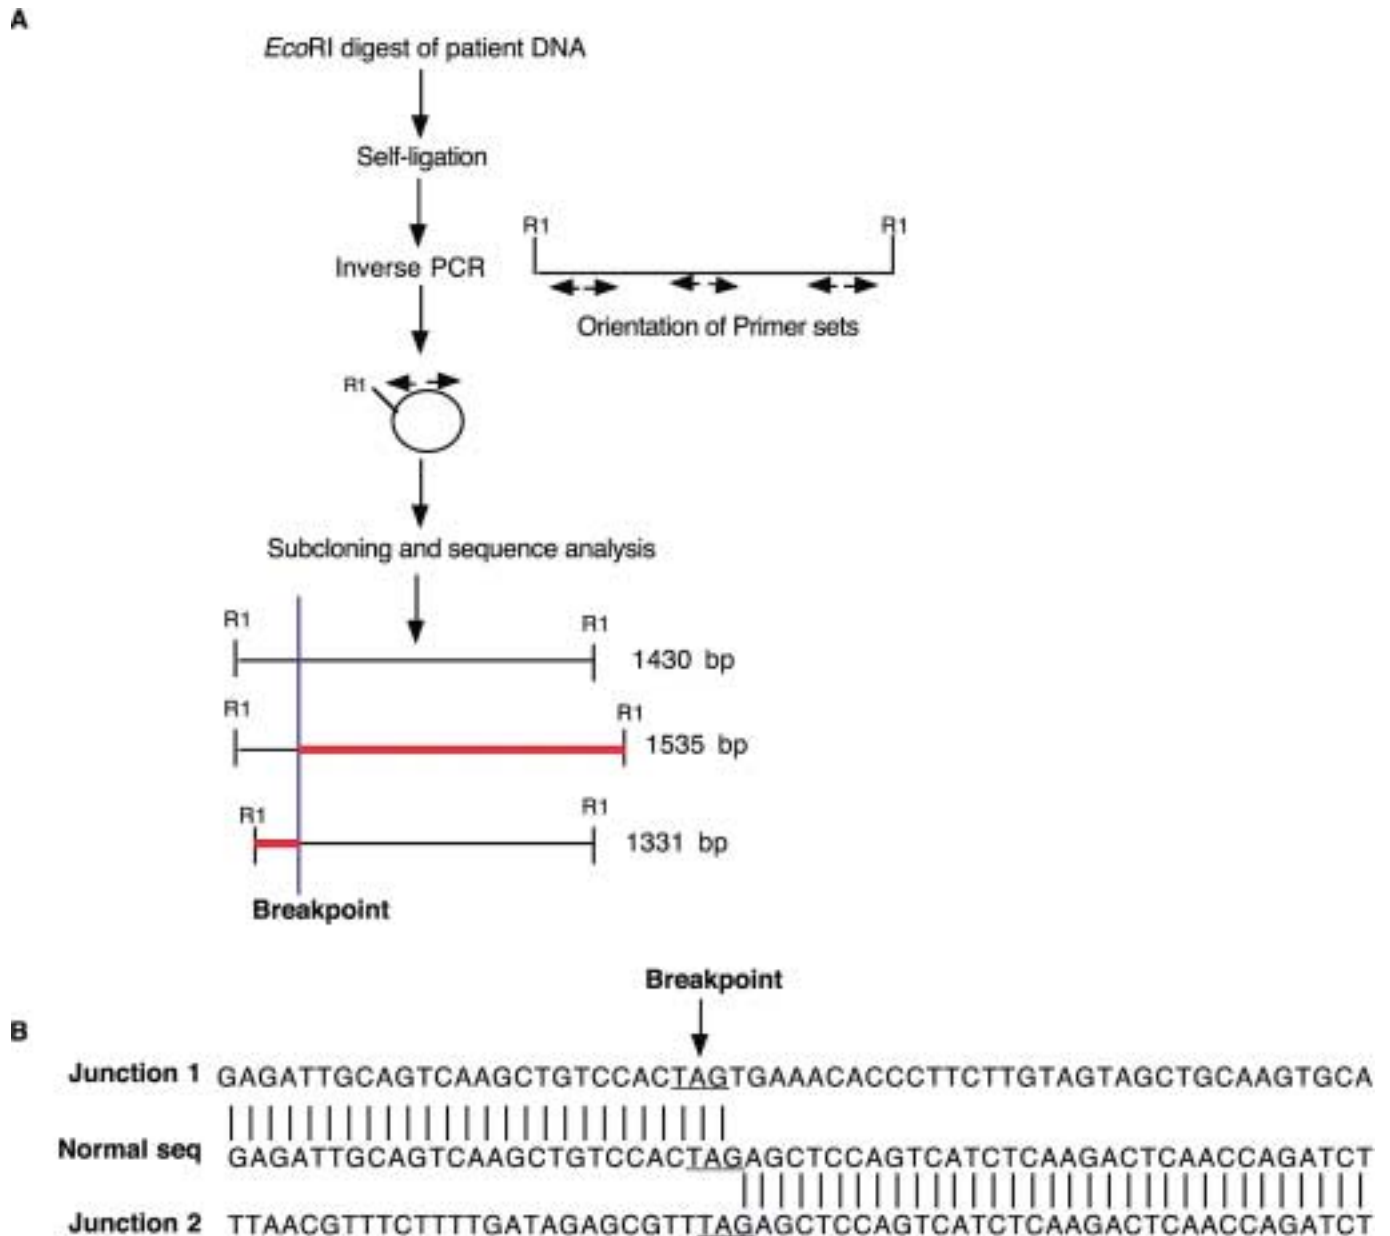 A
EcoRI digest of patient DNA
Self-ligation
R1 R1
Inverse PCR
Orientation of Primer sets
R1
Subcloning and sequence analysis
R1 R1
1430 bp
R1 R1
1535 bp
R1 R1
1331 bp
Breakpoint
Breakpoint
B
Junction 1 GAGATTGCAGTCAAGCTGTCCACTAGTGAAACACCCTTCTTGTAGTAGCTGCAAGTGCA
Normal seq GAGATTGCAGTCAAGCTGTCCACTAGAGCTCCAGTCATCTCAAGACTCAACCAGATCT
Junction 2 TTAACGTTTCTTTTGATAGAGCGTTTAGAGCTCCAGTCATCTCAAGACTCAACCAGATCT